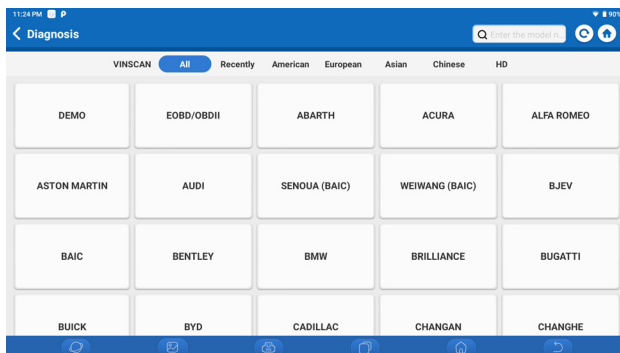 11:24 PM P 90%
Diagnosis
Enter the model n...
VINSCAN All Recently American European Asian Chinese HD
DEMO EOBD/OBDII ABARTH ACURA ALFA ROMEO
ASTON MARTIN AUDI SENOUA (BAIC) WEIWANG (BAIC) BJEV
BAIC BENTLEY BMW BRILLIANCE BUGATTI
BUICK BYD CADILLAC CHANGAN CHANGHE